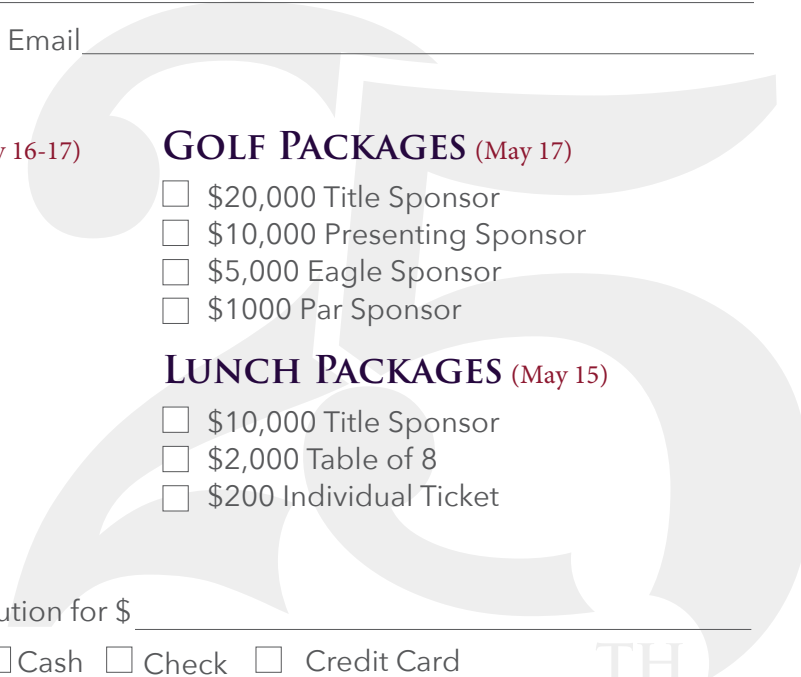 Email
16-17)
GOLF PACKAGES (May 17)
$20,000 Title Sponsor
$10,000 Presenting Sponsor
$5,000 Eagle Sponsor
$1000 Par Sponsor
LUNCH PACKAGES (May 15)
$10,000 Title Sponsor
$2,000 Table of 8
$200 Individual Ticket
for $
Cash Check Credit Card
25
TH